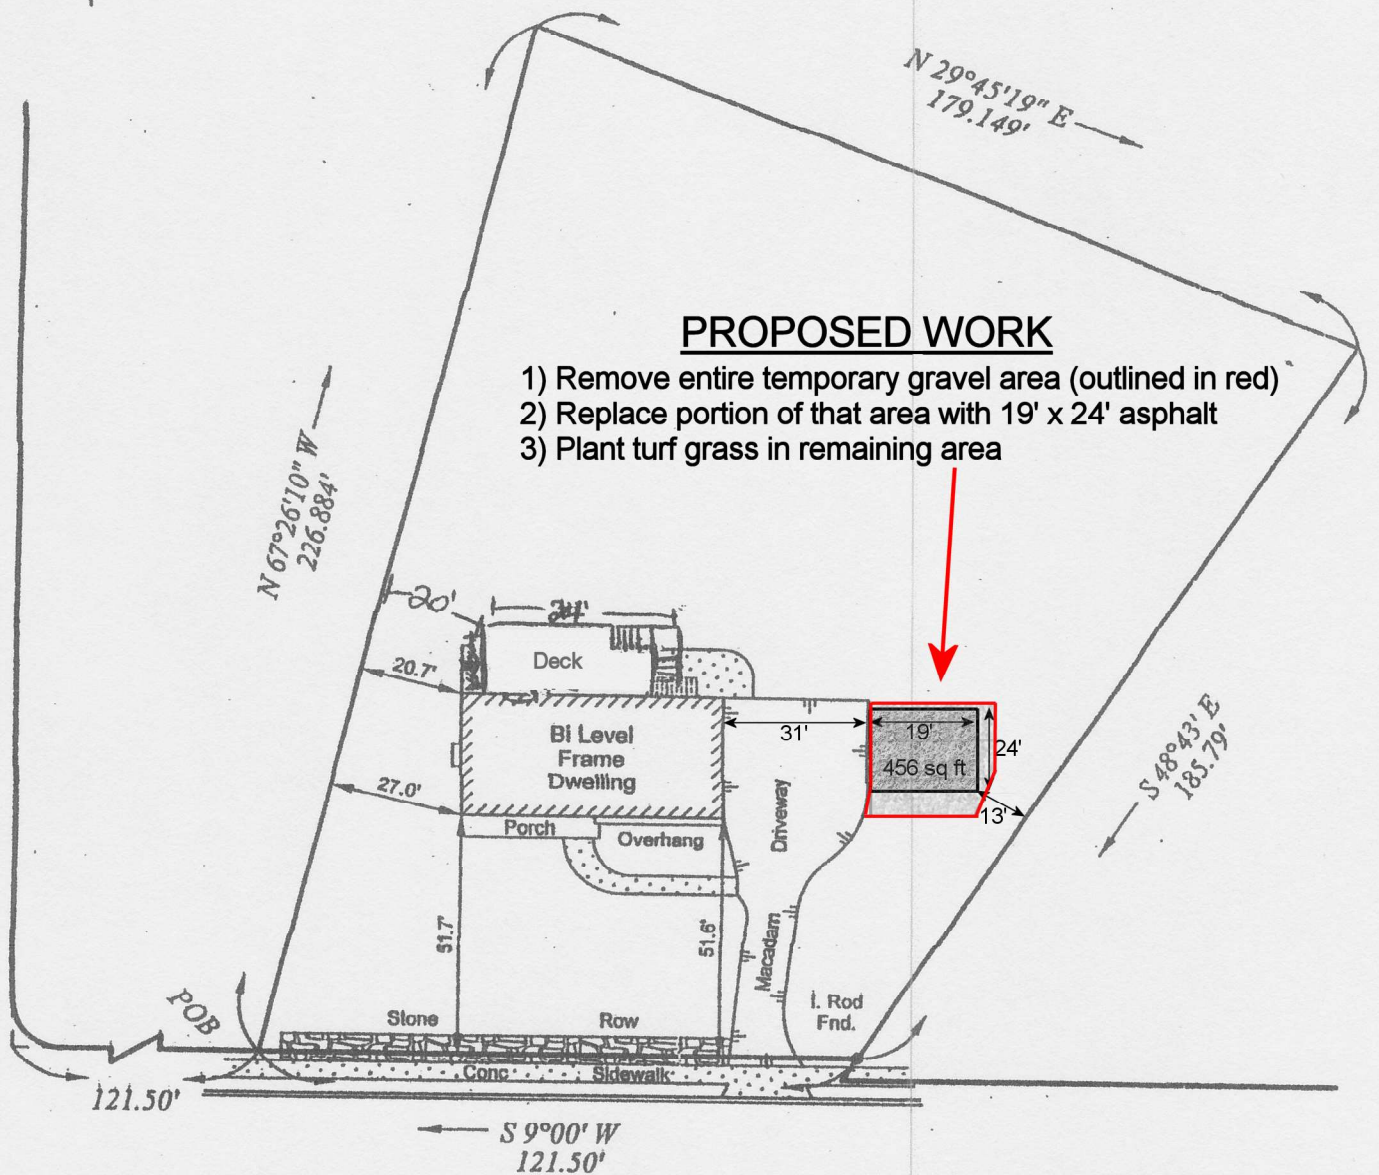 N 29°45'19" E
179.149'
PROPOSED WORK
1) Remove entire temporary gravel area (outlined in red)
2) Replace portion of that area with 19' x 24' asphalt
3) Plant turf grass in remaining area
N 67°26'10" W
226.884'
20'
Deck
20.7'
Bi Level
Frame
Dwelling
31'
19'
24'
456 sq ft
S 48°43' E
185.79'
27.0'
13'
Porch
Overhang
Driveway
51.7'
51.6'
Macadam
I. Rod
Fnd.
POB
Stone
Row
Conc
Sidewalk
121.50'
S 9°00' W
121.50'